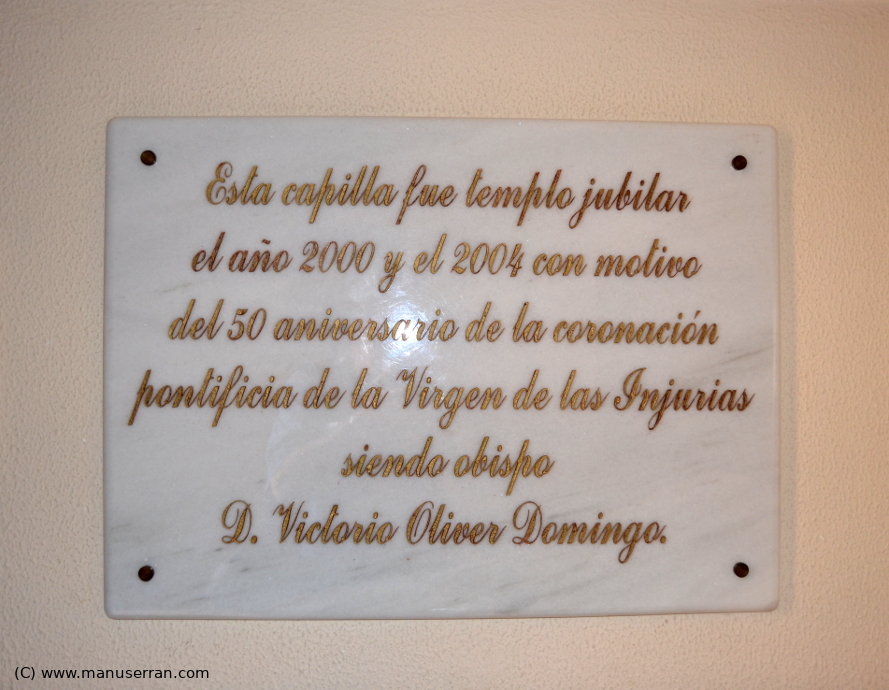 Esta capilla fue templo jubilar
el año 2000 y el 2004 con motivo
del 50 aniversario de la coronación
pontificia de la Virgen de las Injurias
siendo obispo
D. Victorio Oliver Domingo.
(C) www.manuserran.com